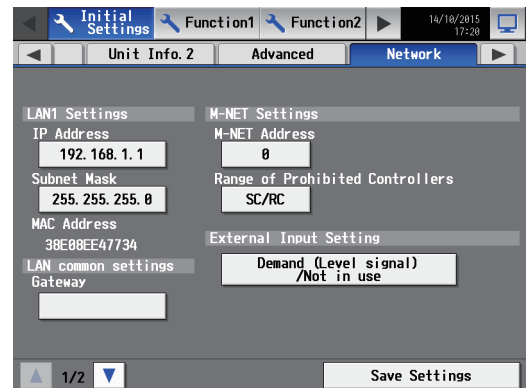 Initial Settings
Function1
Function2
14/10/2015
17:20
Unit Info. 2
Advanced
Network
LAN1 Settings
IP Address
192. 168. 1. 1
Subnet Mask
255. 255. 255. 0
MAC Address
38E08EE47734
LAN common settings
Gateway
M-NET Settings
M-NET Address
0
Range of Prohibited Controllers
SC/RC
External Input Setting
Demand (Level signal)
/Not in use
1/2
Save Settings